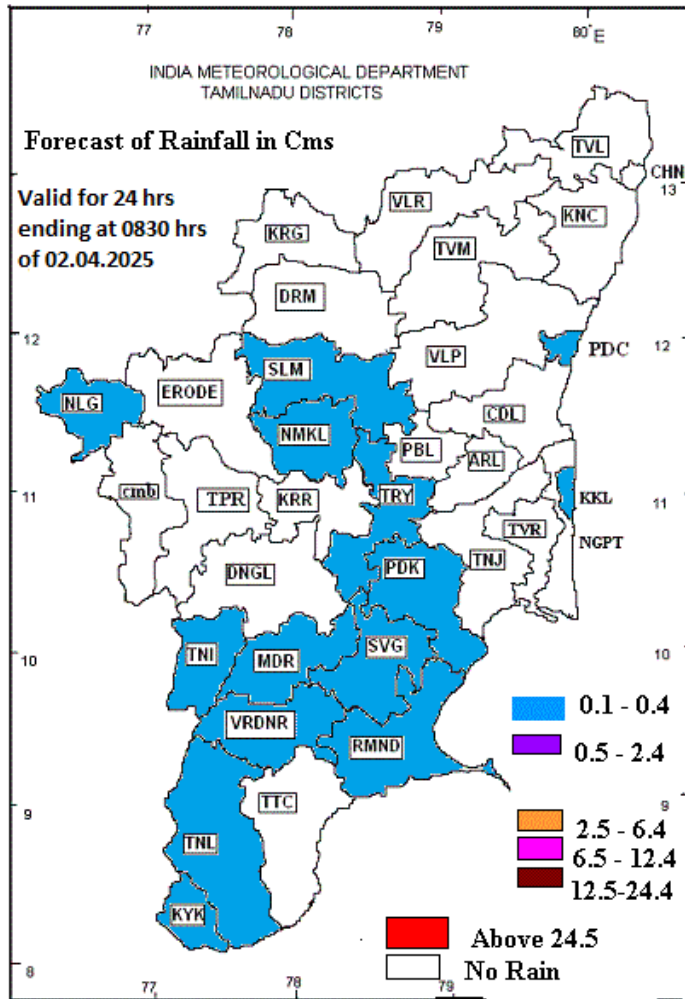 77 78 79 80° E
INDIA METEOROLOGICAL DEPARTMENT
TAMILNADU DISTRICTS
Forecast of Rainfall in Cms
TVL
CHN
13
Valid for 24 hrs
ending at 0830 hrs
of 02.04.2025
VLR
KNC
KRG
TVM
DRM
12
12
PDC
VLP
SLM
ERODE
NLG
CDL
NMKL
PBL
ARL
11
cmb
TPR
KRR
TRY
11
KKL
TVR
NGPT
TNJ
PDK
DNGL
10
10
TNI
MDR
SVG
0.1 - 0.4
VRDNR
RMND
0.5 - 2.4
9
9
TTC
2.5 - 6.4
TNL
6.5 - 12.4
12.5-24.4
KYK
Above 24.5
No Rain
8
77 78 79